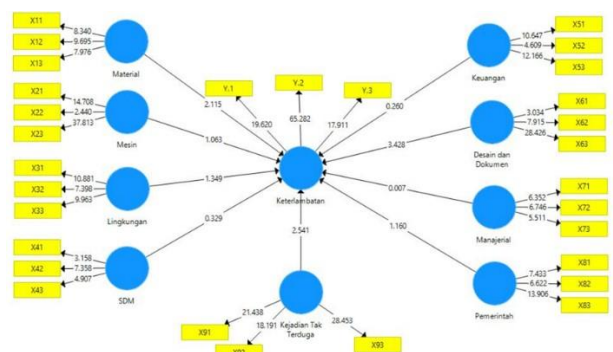 X11
8.340
X12
9.695
X13
7.976
Material
X21
14.708
X22
2.440
X23
37.813
Mesin
X31
10.881
X32
7.398
X33
9.963
Lingkungan
X41
3.158
X42
7.358
X43
4.907
SDM
Y.1
Y.2
Y.3
19.620
65.282
17.911
2.115
1.063
1.349
0.329
Keterlambatan
2.541
0.260
3.428
0.007
1.160
Keuangan
10.647
X51
4.609
X52
12.166
X53
Desain dan
Dokumen
3.034
X61
7.915
X62
28.426
X63
Manajerial
6.352
X71
6.746
X72
5.511
X73
Pemerintah
7.433
X81
6.622
X82
13.906
X83
Kejadian Tak
Terduga
21.438
18.191
28.453
X91
X93